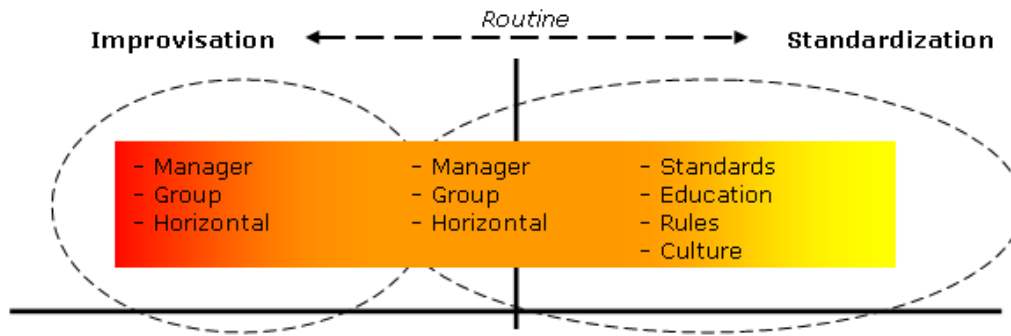 Routine
Improvisation
Standardization
- Manager
- Group
- Horizontal
- Manager
- Group
- Horizontal
- Standards
- Education
- Rules
- Culture